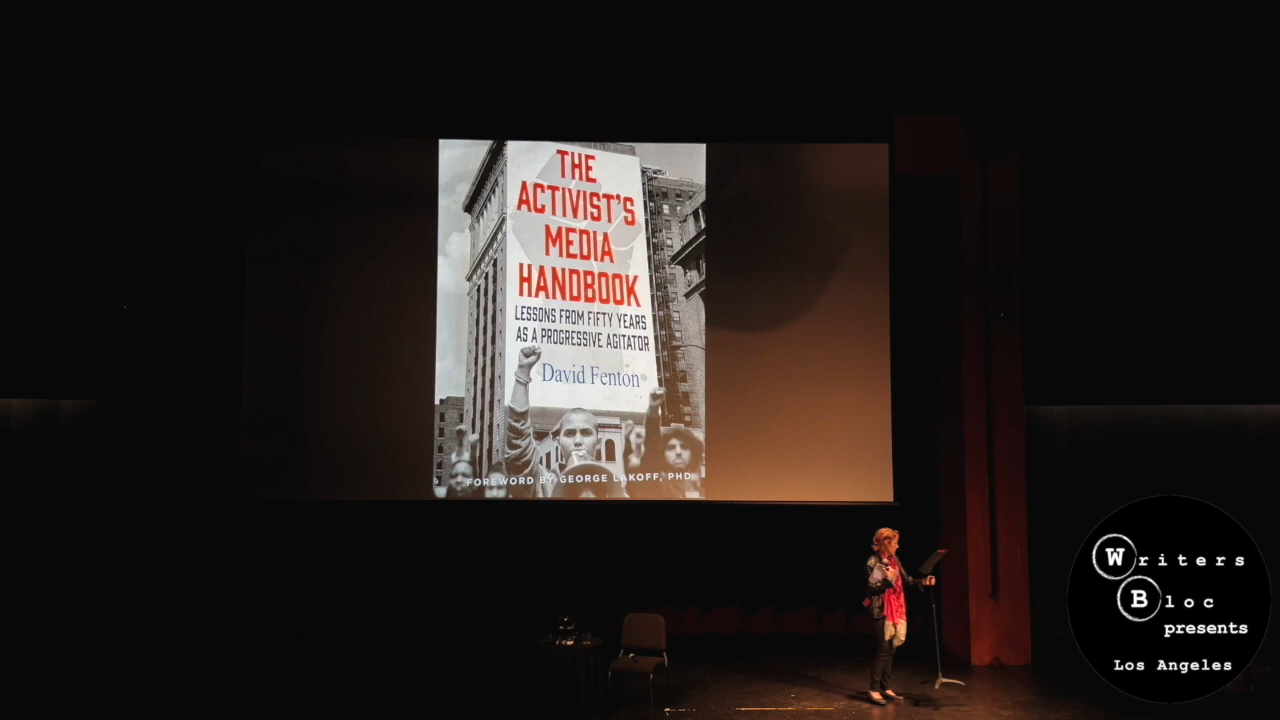 THE
ACTIVIST'S
MEDIA
HANDBOOK
LESSONS FROM FIFTY YEARS
AS A PROGRESSIVE AGITATOR
David Fenton
FOREWORD BY GEORGE LAKOFF, PHD
Writers
Bloc
presents
Los Angeles